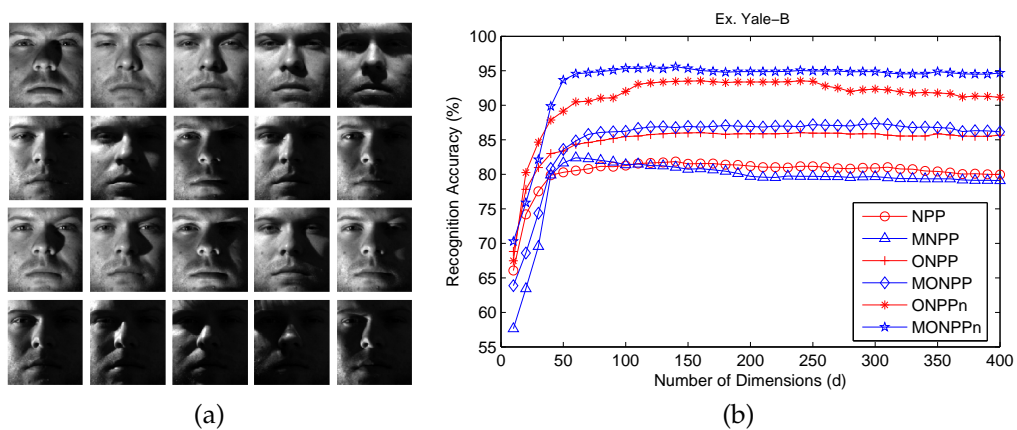 Ex. Yale−B
100
95
90
85
80
75
70
65
60
55
Recognition Accuracy (%)
0 50 100 150 200 250 300 350 400
Number of Dimensions (d)
NPP
MNPP
ONPP
MONPP
ONPPn
MONPPn
(a) (b)